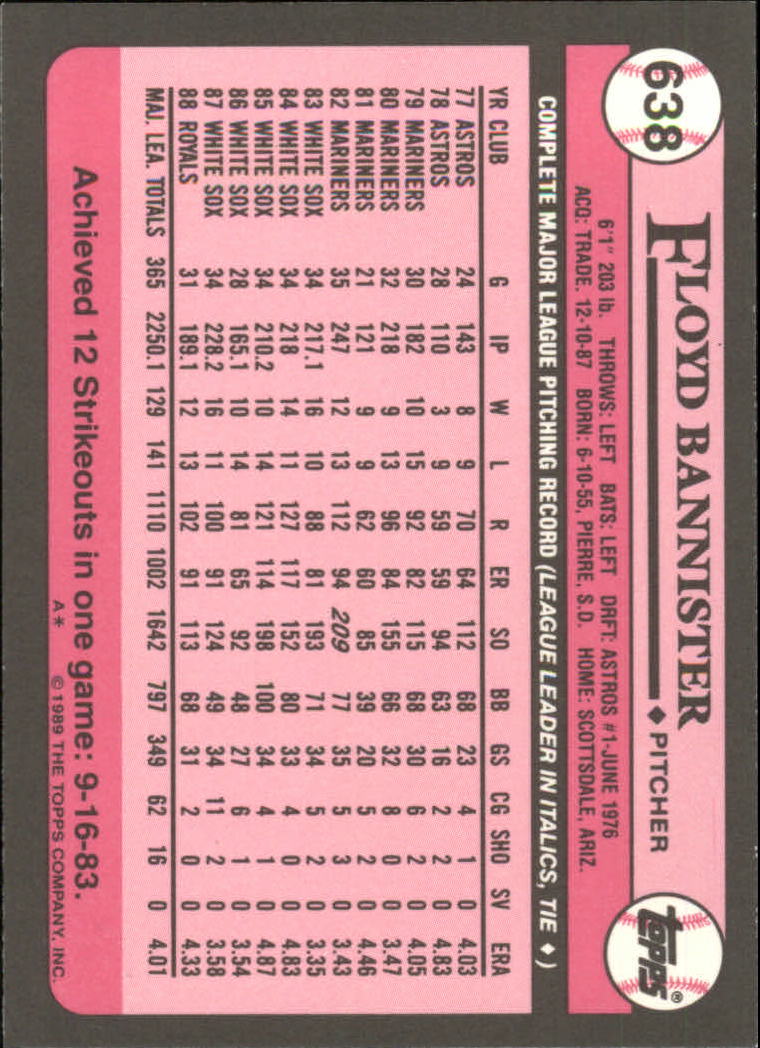 638
FLOYD BANNISTER ♦ PITCHER
TOPPS®
6'1" 203 lb. THROWS: LEFT BATS: LEFT DRFT: ASTROS #1-JUNE 1976
ACQ: TRADE, 12-10-87 BORN: 6-10-55, PIERRE, S.D. HOME: SCOTTSDALE, ARIZ.
COMPLETE MAJOR LEAGUE PITCHING RECORD (LEAGUE LEADER IN ITALICS, TIE ♦)
YR CLUB G IP W L R ER SO BB GS CG SHO SV ERA
77 ASTROS 24 143 8 9 70 64 112 68 23 4 1 0 4.03
78 ASTROS 28 110 3 9 59 59 94 63 16 2 2 0 4.83
79 MARINERS 30 182 10 15 92 82 115 68 30 6 2 0 4.05
80 MARINERS 32 218 9 13 96 84 155 66 32 8 0 0 3.47
81 MARINERS 21 121 9 9 62 60 85 39 20 5 2 0 4.46
82 MARINERS 35 247 12 13 112 94 209 77 35 5 3 0 3.43
83 WHITE SOX 34 217.1 16 10 88 81 193 71 34 5 2 0 3.35
84 WHITE SOX 34 218 14 11 127 117 152 80 33 4 0 0 4.83
85 WHITE SOX 34 210.2 10 14 121 114 198 100 34 4 1 0 4.87
86 WHITE SOX 28 165.1 10 14 81 65 92 48 27 6 1 0 3.54
87 WHITE SOX 34 228.2 16 11 100 91 124 49 34 11 2 0 3.58
88 ROYALS 31 189.1 12 13 102 91 113 68 31 2 0 0 4.33
MAJ. LEA. TOTALS 365 2250.1 129 141 1110 1002 1642 797 349 62 16 0 4.01
Achieved 12 Strikeouts in one game: 9-16-83.
A* © 1989 THE TOPPS COMPANY, INC.